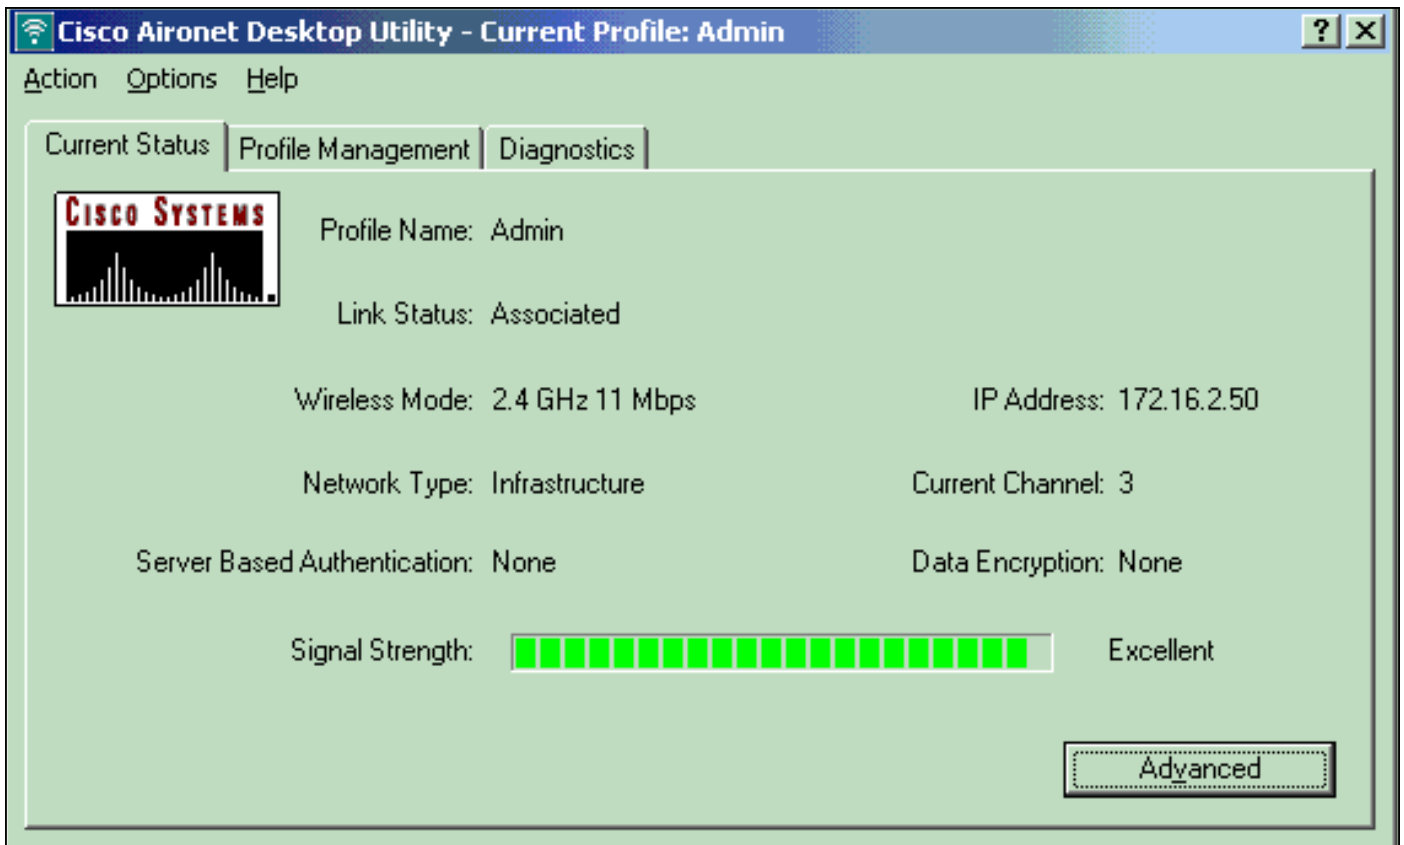 Cisco Aironet Desktop Utility - Current Profile: Admin
Action Options Help
Current Status Profile Management Diagnostics
CISCO SYSTEMS
Profile Name: Admin
Link Status: Associated
Wireless Mode: 2.4 GHz 11 Mbps IP Address: 172.16.2.50
Network Type: Infrastructure Current Channel: 3
Server Based Authentication: None Data Encryption: None
Signal Strength: Excellent
Advanced